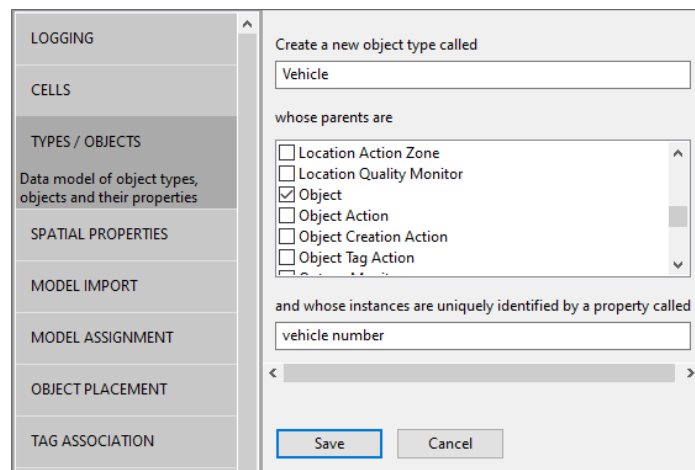 LOGGING
CELLS
TYPES / OBJECTS
Data model of object types,
objects and their properties
SPATIAL PROPERTIES
MODEL IMPORT
MODEL ASSIGNMENT
OBJECT PLACEMENT
TAG ASSOCIATION
Create a new object type called
Vehicle
whose parents are
Location Action Zone
Location Quality Monitor
Object
Object Action
Object Creation Action
Object Tag Action
and whose instances are uniquely identified by a property called
vehicle number
Save
Cancel